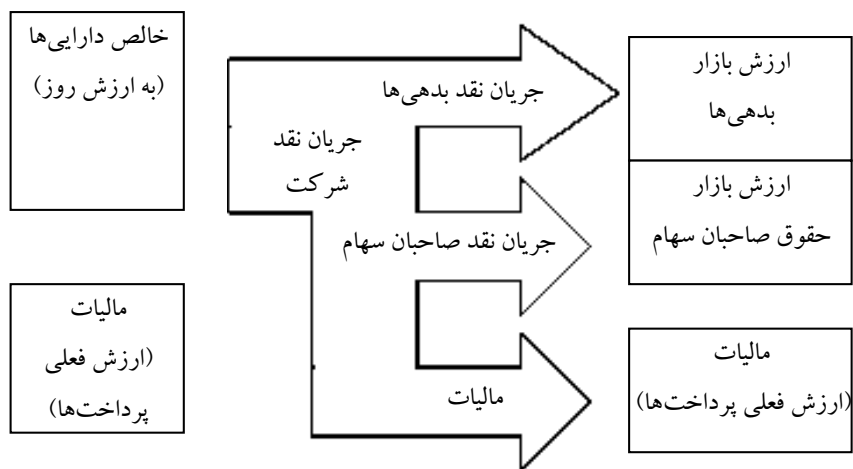 خالص دارایی‌ها
(به ارزش روز)
جریان نقد بدهی‌ها
ارزش بازار
بدهی‌ها
جریان نقد
شرکت
ارزش بازار
حقوق صاحبان سهام
جریان نقد صاحبان سهام
مالیات
(ارزش فعلی
پرداخت‌ها)
مالیات
مالیات
(ارزش فعلی پرداخت‌ها)